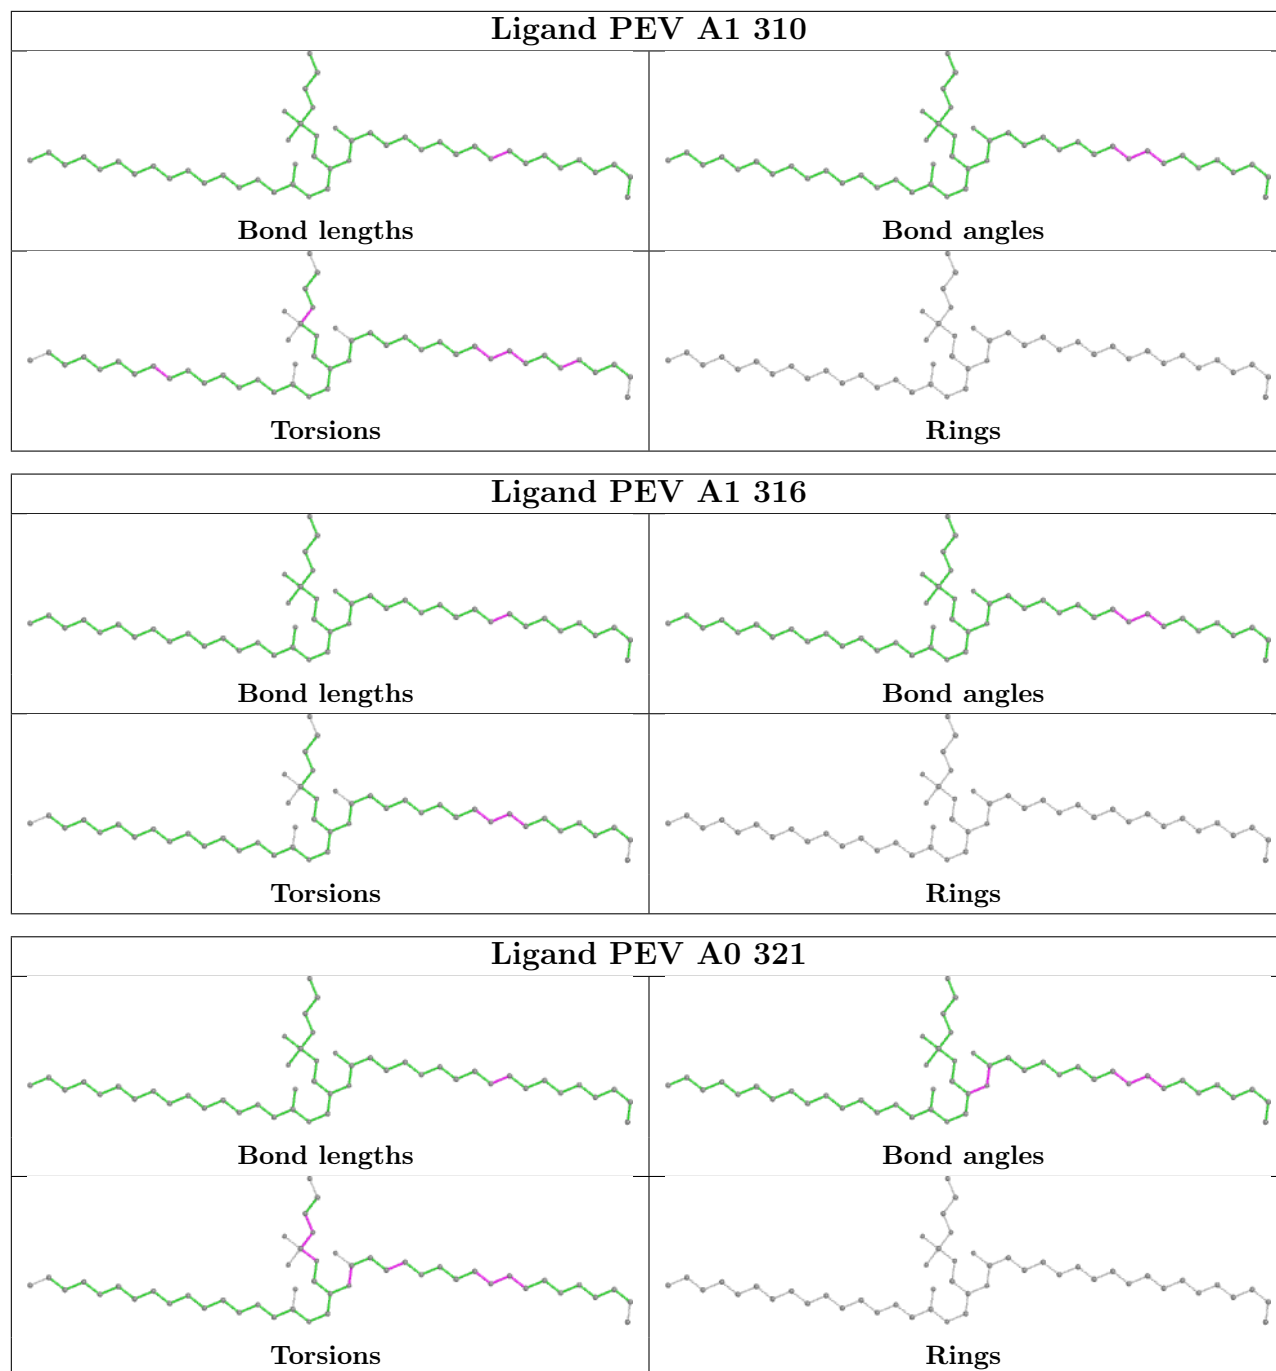 Ligand PEV A1 310
Bond lengths
Bond angles
Torsions
Rings
Ligand PEV A1 316
Bond lengths
Bond angles
Torsions
Rings
Ligand PEV A0 321
Bond lengths
Bond angles
Torsions
Rings